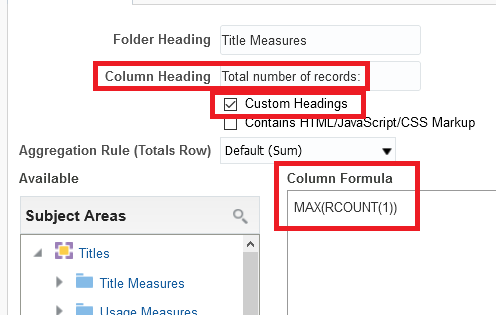 Folder Heading Title Measures
Column Heading Total number of records:
Custom Headings
Contains HTML/JavaScript/CSS Markup
Aggregation Rule (Totals Row) Default (Sum)
Available Column Formula
Subject Areas MAX(RCOUNT(1))
Titles
Title Measures
Usage Measures